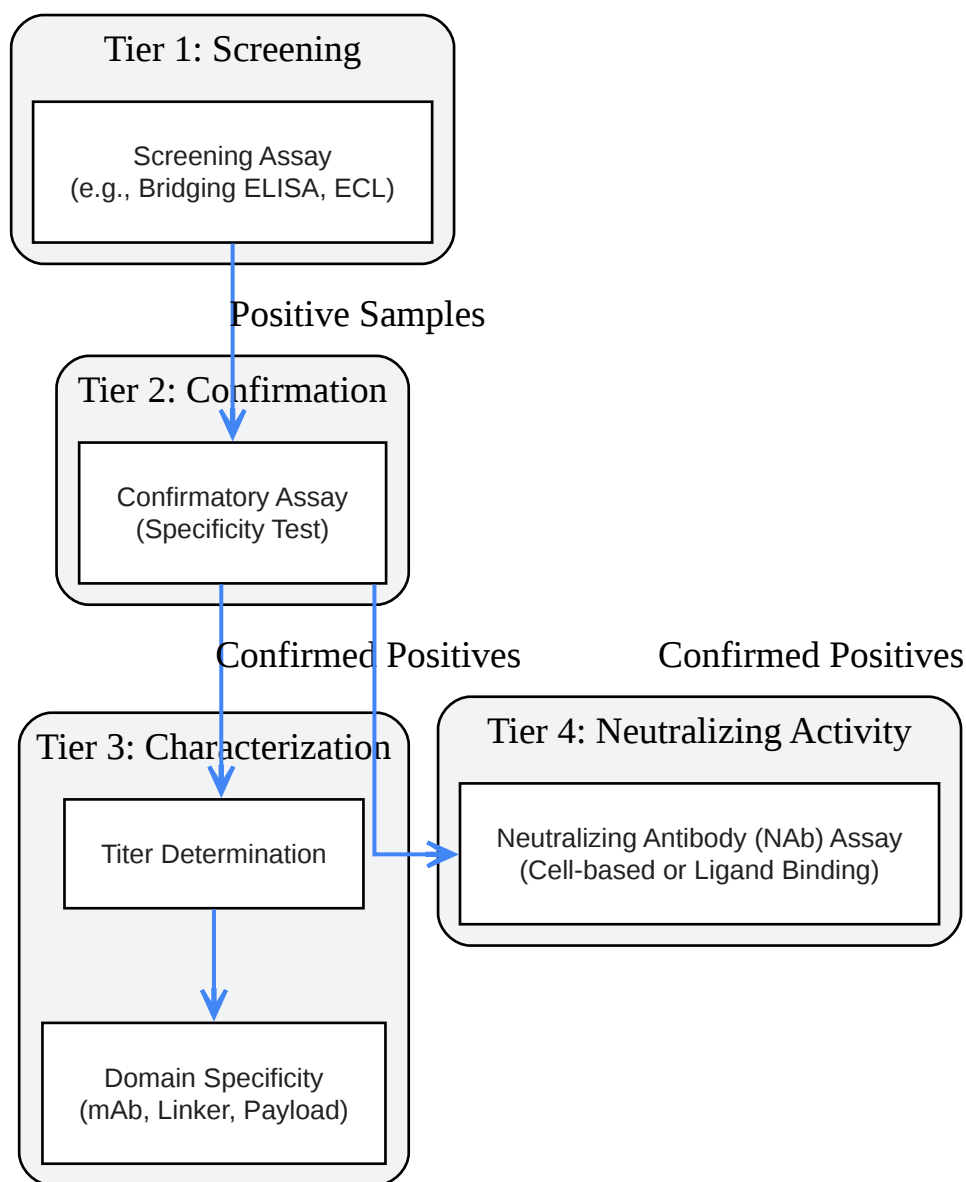 Tier 1: Screening
Screening Assay
(e.g., Bridging ELISA, ECL)
Positive Samples
Tier 2: Confirmation
Confirmatory Assay
(Specificity Test)
Confirmed Positives
Confirmed Positives
Tier 3: Characterization
Titer Determination
Domain Specificity
(mAb, Linker, Payload)
Tier 4: Neutralizing Activity
Neutralizing Antibody (NAb) Assay
(Cell-based or Ligand Binding)